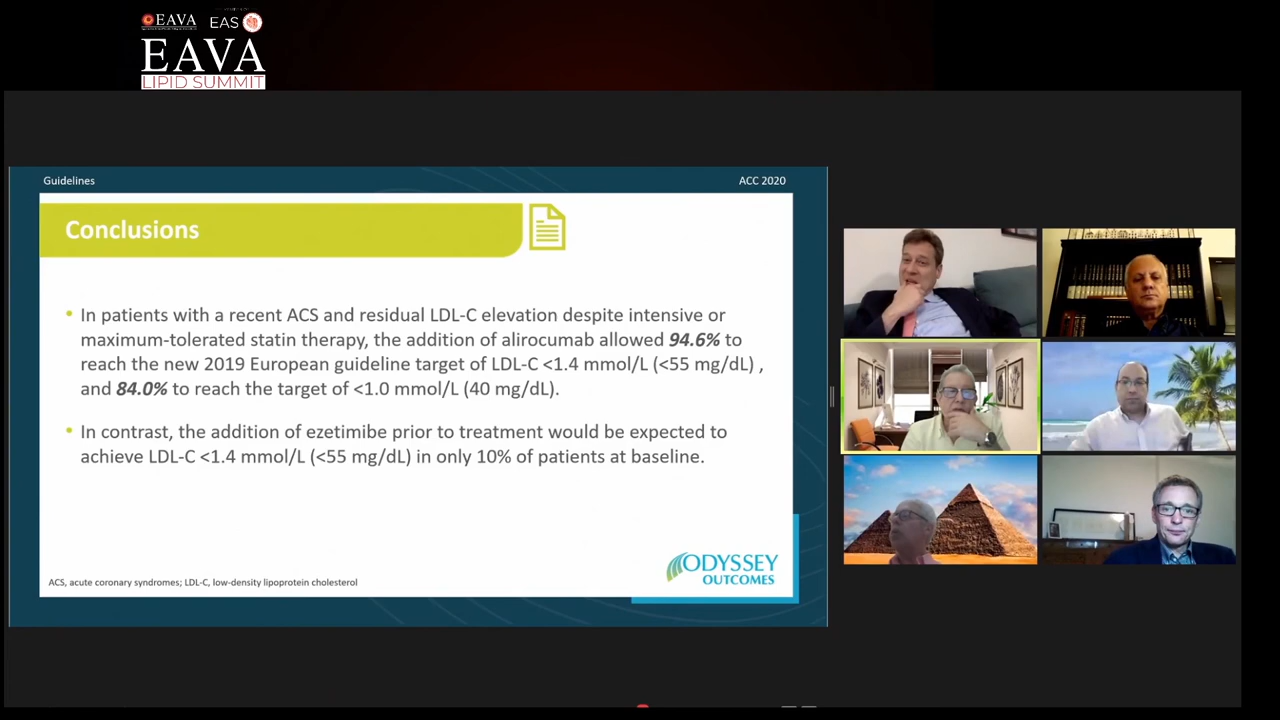 EAVA
EAS
EAVA
LIPID SUMMIT
Guidelines
ACC 2020
Conclusions
• In patients with a recent ACS and residual LDL-C elevation despite intensive or
maximum-tolerated statin therapy, the addition of alirocumab allowed 94.6% to
reach the new 2019 European guideline target of LDL-C <1.4 mmol/L (<55 mg/dL) ,
and 84.0% to reach the target of <1.0 mmol/L (40 mg/dL).
• In contrast, the addition of ezetimibe prior to treatment would be expected to
achieve LDL-C <1.4 mmol/L (<55 mg/dL) in only 10% of patients at baseline.
ACS, acute coronary syndromes; LDL-C, low-density lipoprotein cholesterol
ODYSSEY
OUTCOMES